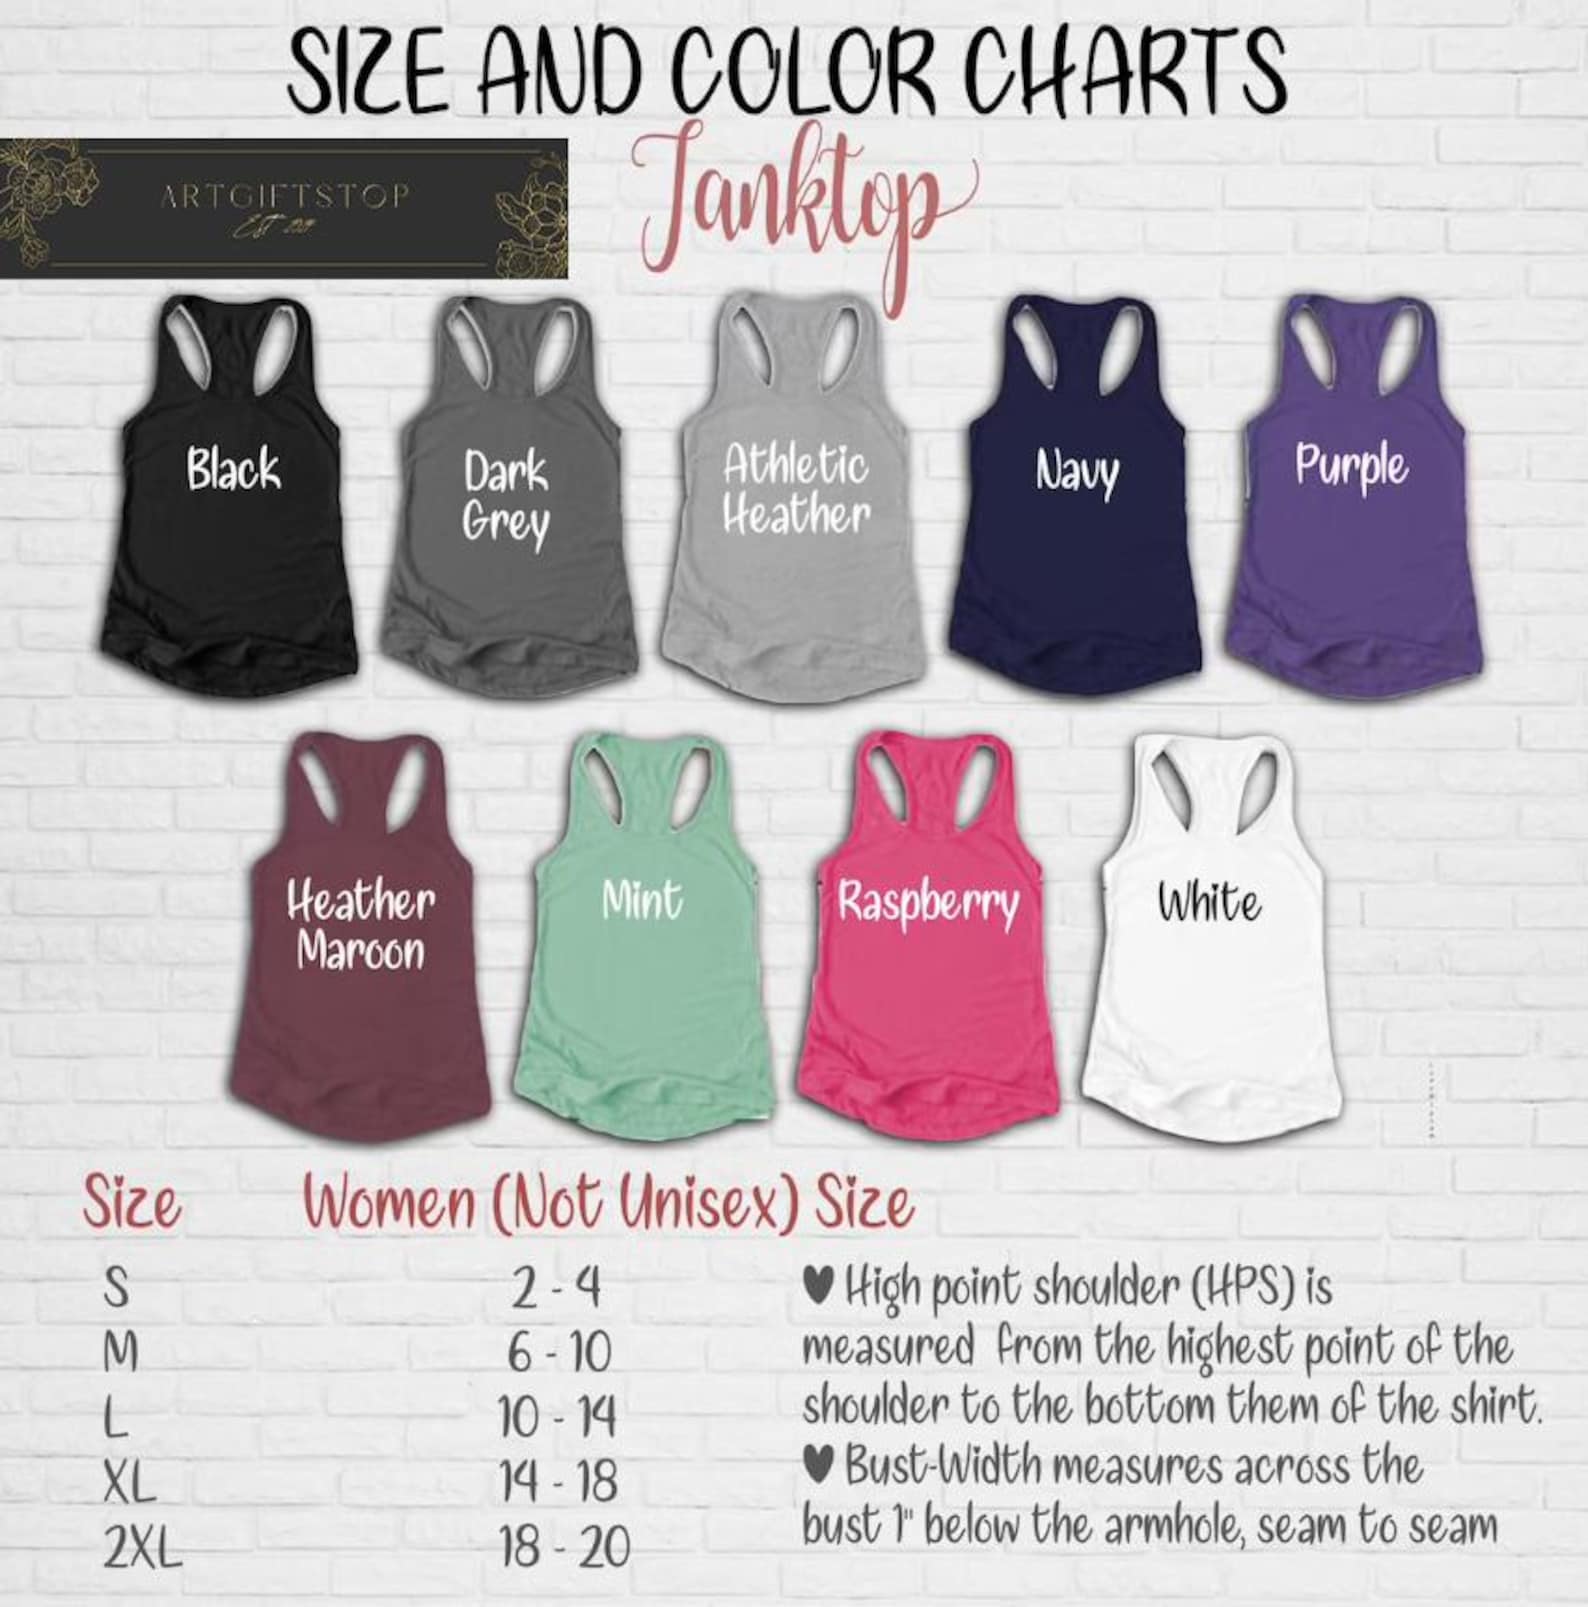 SIZE AND COLOR CHARTS
Tanktop
ARTGIFTSTOP
EST
Black
Dark
Grey
Athletic
Heather
Navy
Purple
Heather
Maroon
Mint
Raspberry
White
Size Women (Not Unisex) Size
S 2 - 4
M 6 - 10
L 10 - 14
XL 14 - 18
2XL 18 - 20
♥ High point shoulder (HPS) is
measured from the highest point of the
shoulder to the bottom them of the shirt.
♥ Bust-Width measures across the
bust 1" below the armhole, seam to seam